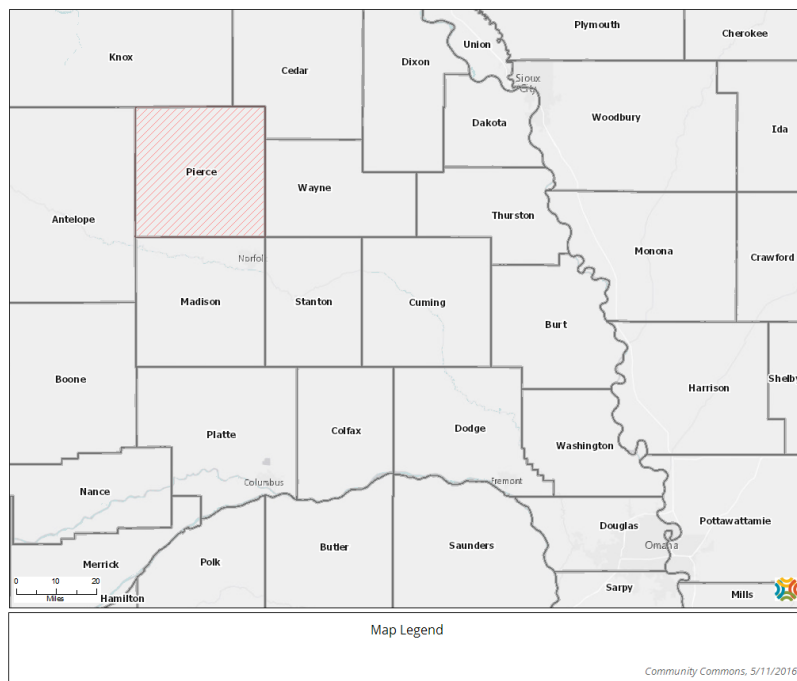 Plymouth
Cherokee
Union
Knox
Cedar
Dixon
Sioux
City
Woodbury
Dakota
Ida
Pierce
Wayne
Antelope
Thurston
Monona
Crawford
Norfol
Madison
Stanton
Cuming
Burt
Boone
Harrison
Shelby
Platte
Colfax
Dodge
Washington
Columbus
Fremont
Nance
Pottawattamie
Douglas
Omaha
Butler
Saunders
Polk
Merrick
0 10 20
Miles
Hamilton
Sarpy
Mills
Map Legend
Community Commons, 5/11/2016